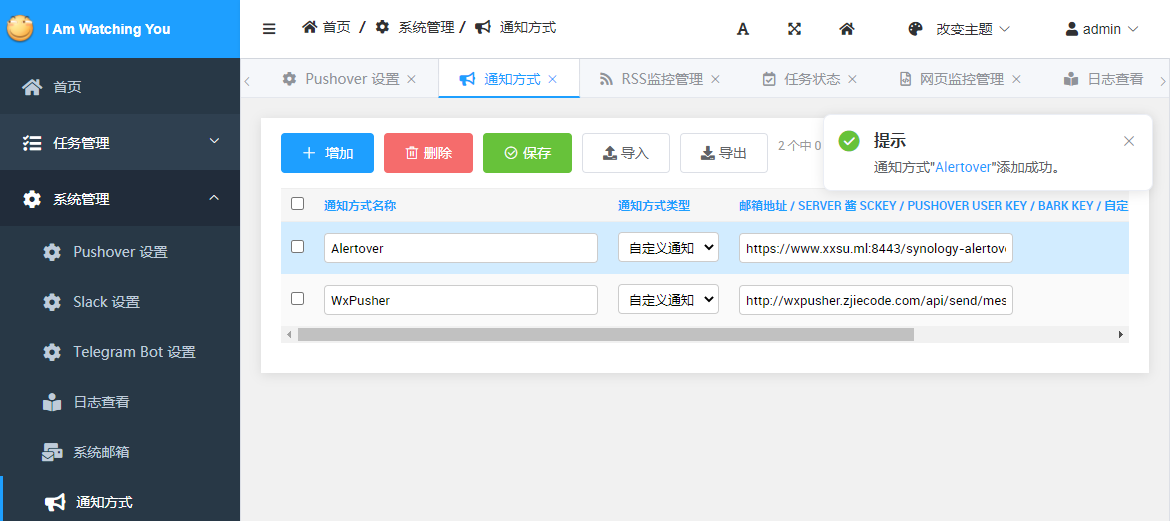 I Am Watching You
首页 / 系统管理 / 通知方式
A
改变主题
admin
Pushover 设置
通知方式
RSS监控管理
任务状态
网页监控管理
日志查看
首页
任务管理
系统管理
Pushover 设置
Slack 设置
Telegram Bot 设置
日志查看
系统邮箱
通知方式
增加
删除
保存
导入
导出
2 个中 0
提示
通知方式"Alertover"添加成功。
通知方式名称 通知方式类型 邮箱地址 / SERVER 酱 SCKEY / PUSHOVER USER KEY / BARK KEY / 自定
Alertover 自定义通知 https://www.xxsu.ml:8443/synology-alertov
WxPusher 自定义通知 http://wxpusher.zjiecode.com/api/send/mes